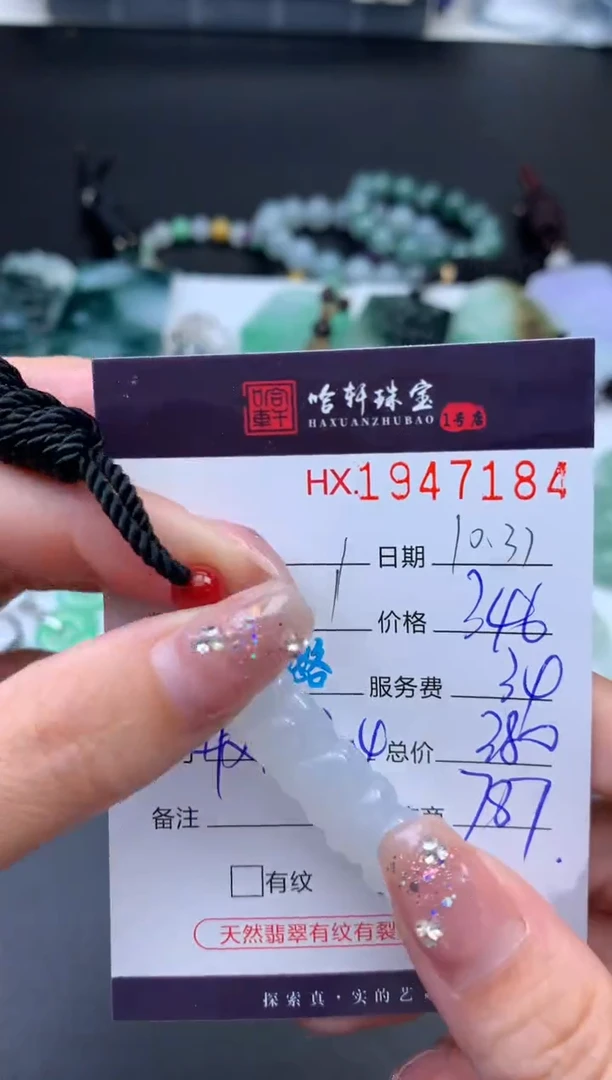 哈轩珠宝
HAXUANZHUBAO 1号店
HX.1947184
日期 10.31
价格 346
服务费 34
总价 380
商 787.
备注
有纹
天然翡翠有纹有裂
探索真·实的艺